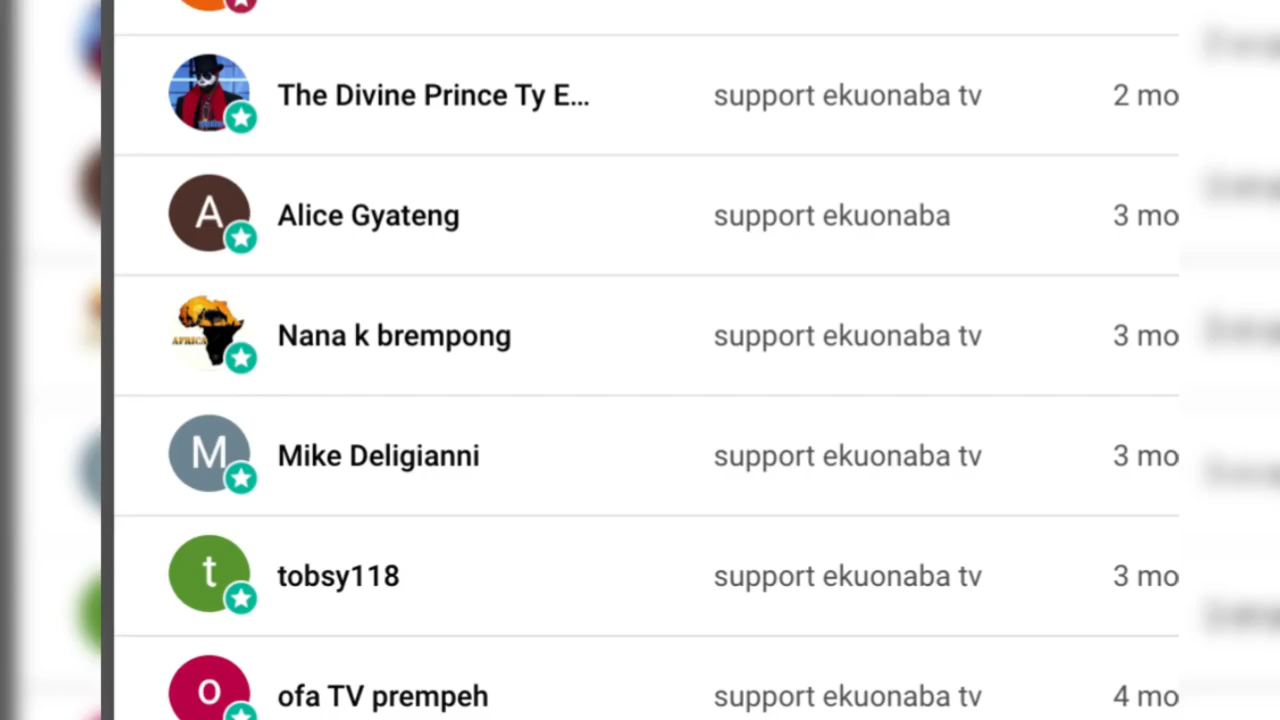 The Divine Prince Ty E... support ekuonaba tv 2 mo
A Alice Gyateng support ekuonaba 3 mo
AFRICA Nana k brempong support ekuonaba tv 3 mo
M Mike Deligianni support ekuonaba tv 3 mo
t tobsy118 support ekuonaba tv 3 mo
o ofa TV prempeh support ekuonaba tv 4 mo